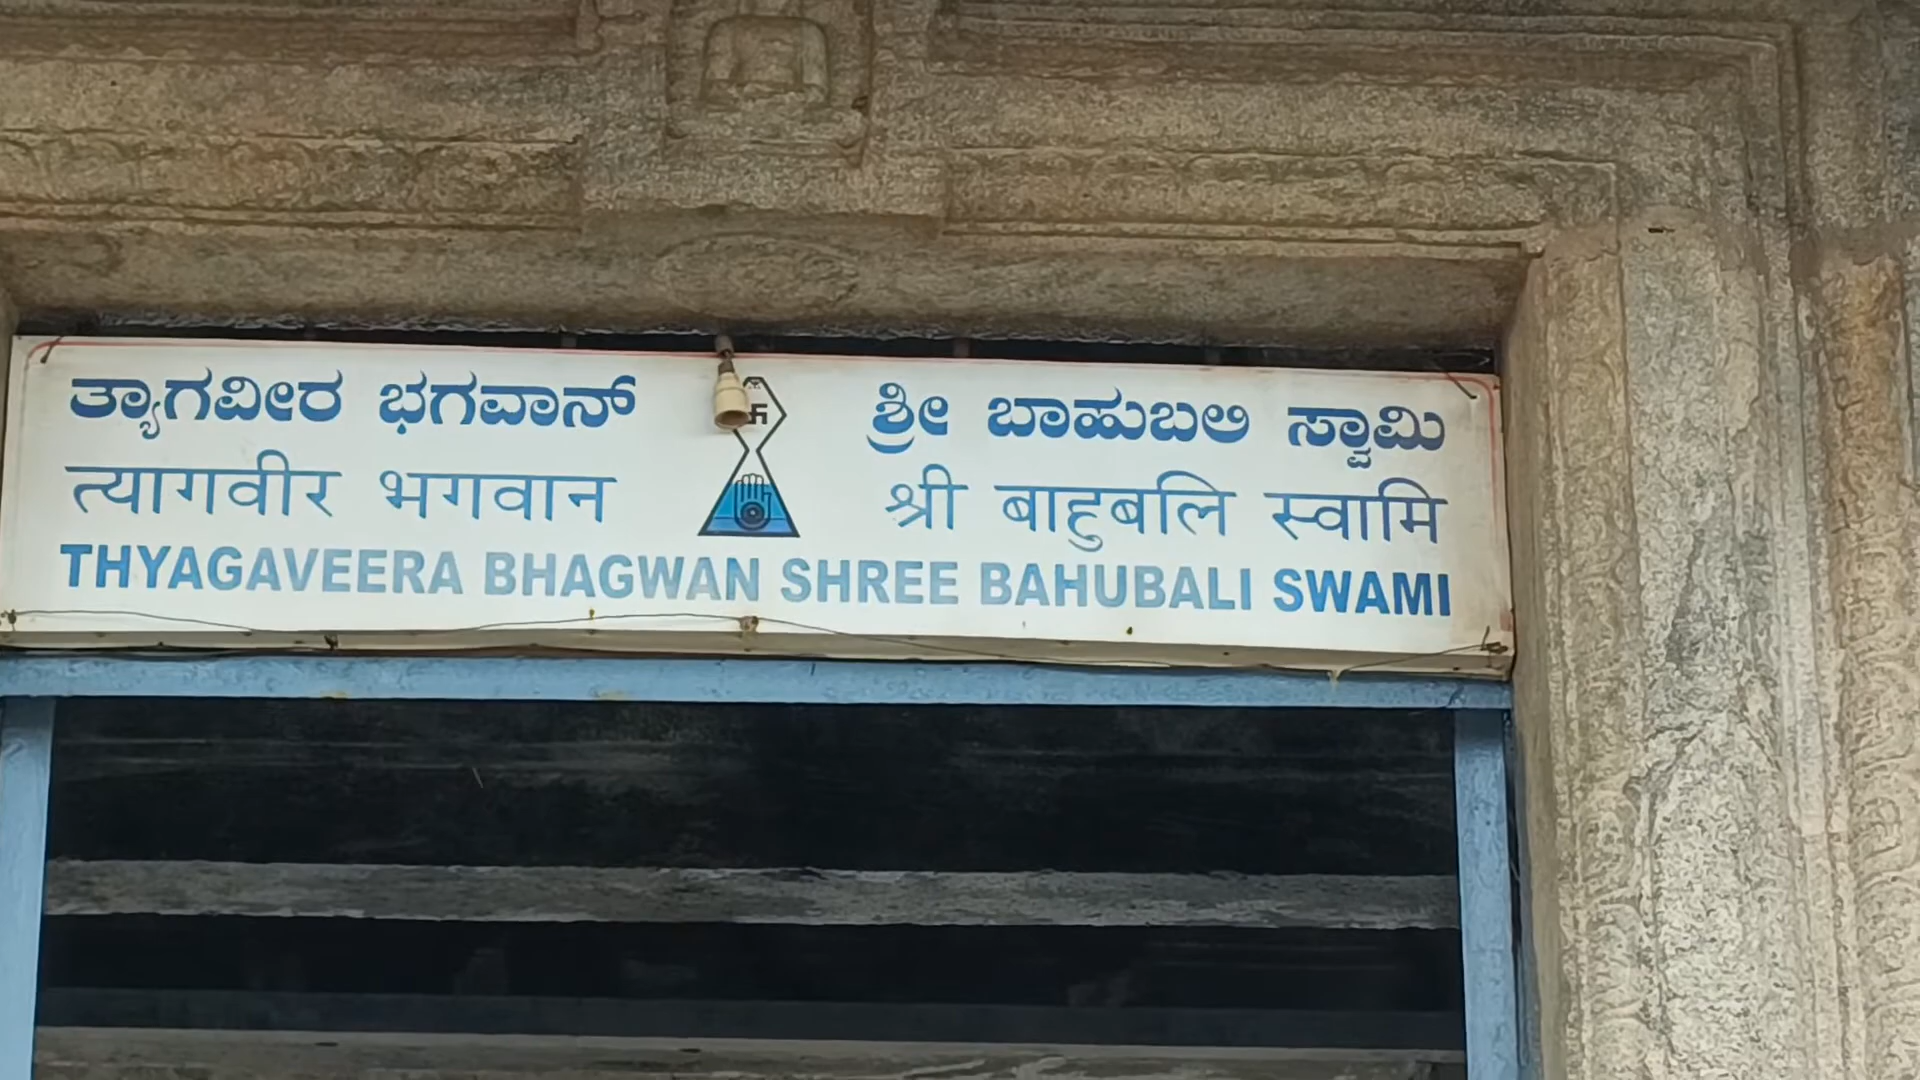 ತ್ಯಾಗವೀರ ಭಗವಾನ್ ಶ್ರೀ ಬಾಹುಬಲಿ ಸ್ವಾಮಿ
त्यागवीर भगवान श्री बाहुबलि स्वामि
THYAGAVEERA BHAGWAN SHREE BAHUBALI SWAMI